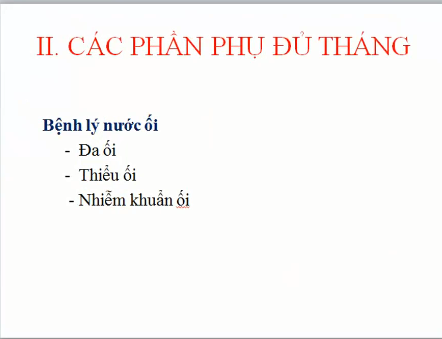 II. CÁC PHẦN PHỤ ĐỦ THÁNG
Bệnh lý nước ối
- Đa ối
- Thiểu ối
- Nhiễm khuẩn ối